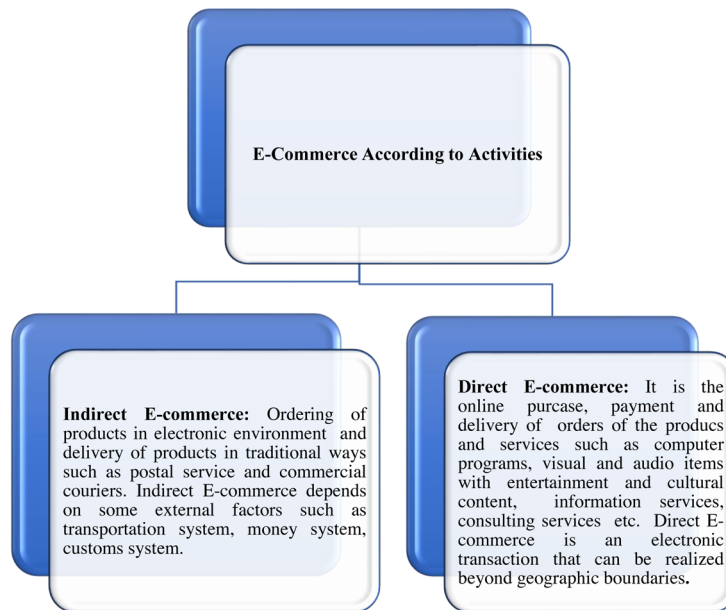 E-Commerce According to Activities
Indirect E-commerce: Ordering of
products in electronic environment and
delivery of products in traditional ways
such as postal service and commercial
couriers. Indirect E-commerce depends
on some external factors such as
transportation system, money system,
customs system.
Direct E-commerce: It is the
online purcase, payment and
delivery of orders of the producs
and services such as computer
programs, visual and audio items
with entertainment and cultural
content, information services,
consulting services etc. Direct E-
commerce is an electronic
transaction that can be realized
beyond geographic boundaries.